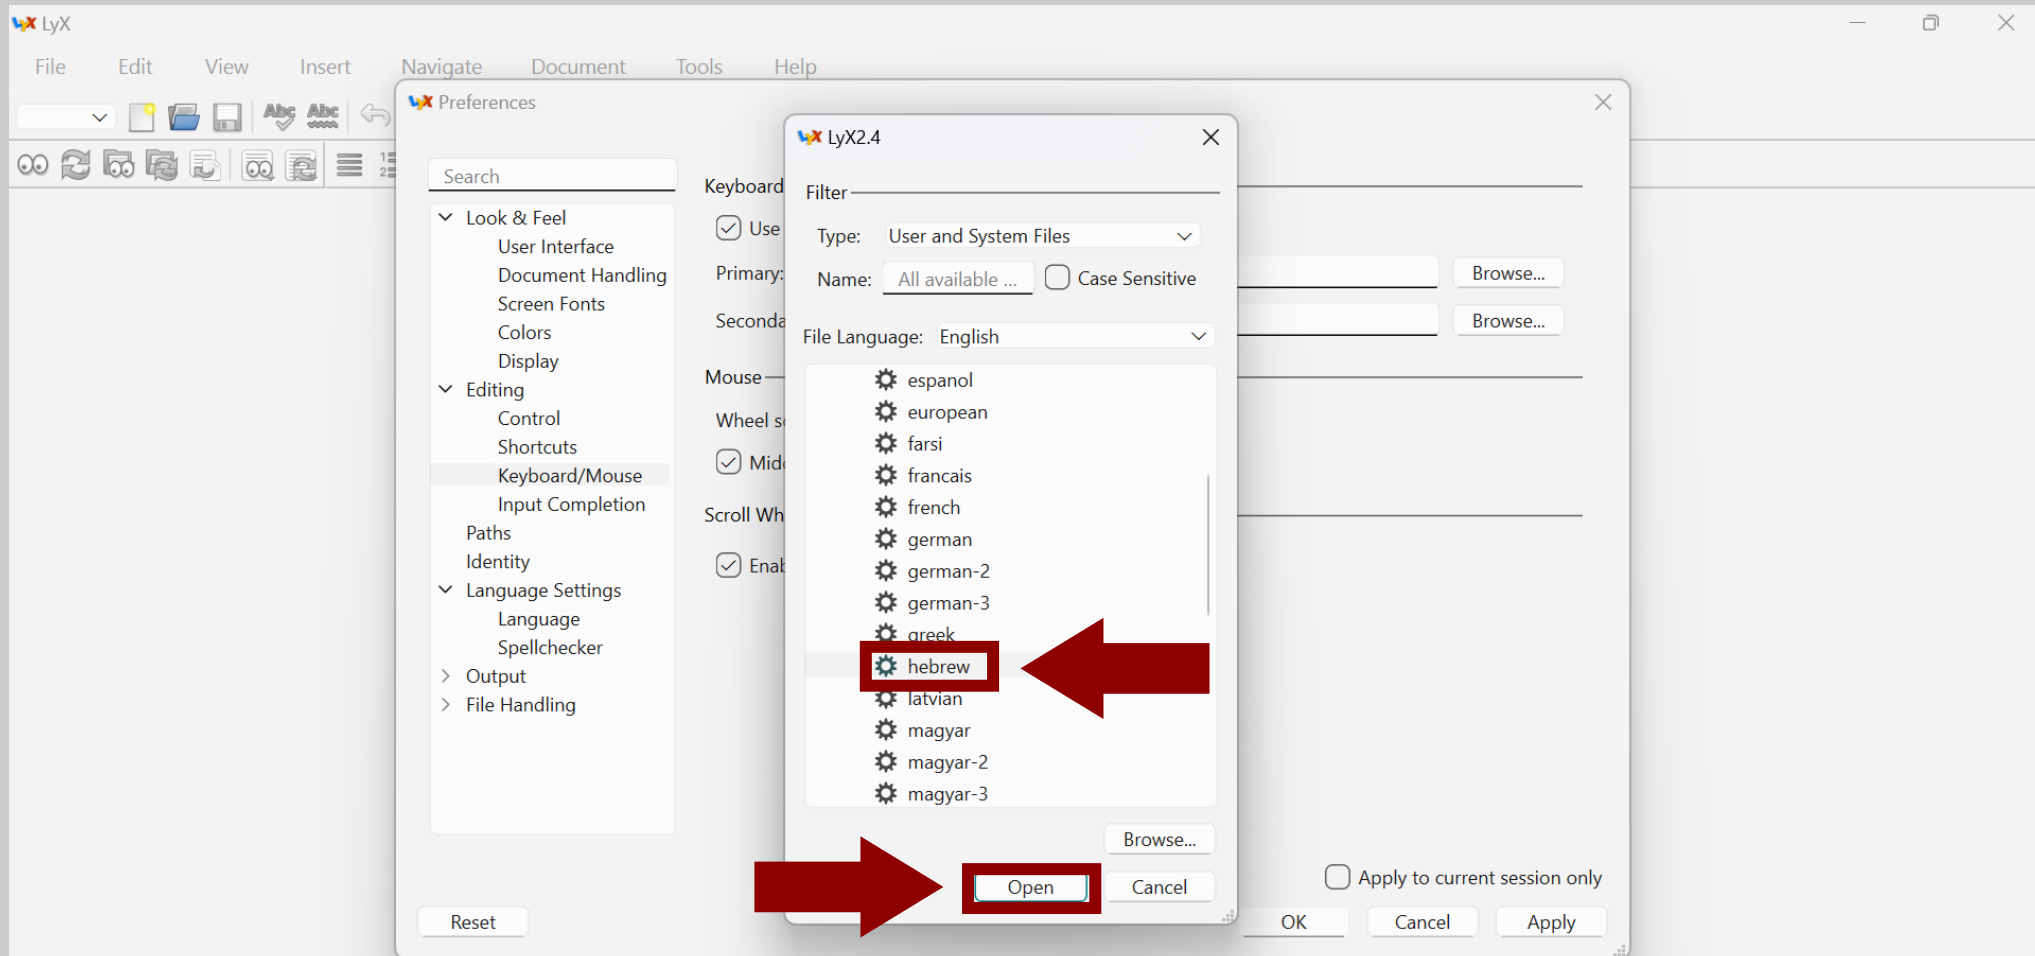 LyX
File Edit View Insert Navigate Document Tools Help
Preferences
Search
Look & Feel
User Interface
Document Handling
Screen Fonts
Colors
Display
Editing
Control
Shortcuts
Keyboard/Mouse
Input Completion
Paths
Identity
Language Settings
Language
Spellchecker
Output
File Handling
Reset
Keyboard
Use
Primary: Browse...
Seconda Browse...
Mouse
Wheel s
Midd
Scroll Wh
Enab
LyX2.4
Filter
Type: User and System Files
Name: All available ... Case Sensitive
File Language: English
espanol
european
farsi
francais
french
german
german-2
german-3
greek
hebrew
latvian
magyar
magyar-2
magyar-3
Browse...
Open Cancel
Apply to current session only
OK Cancel Apply